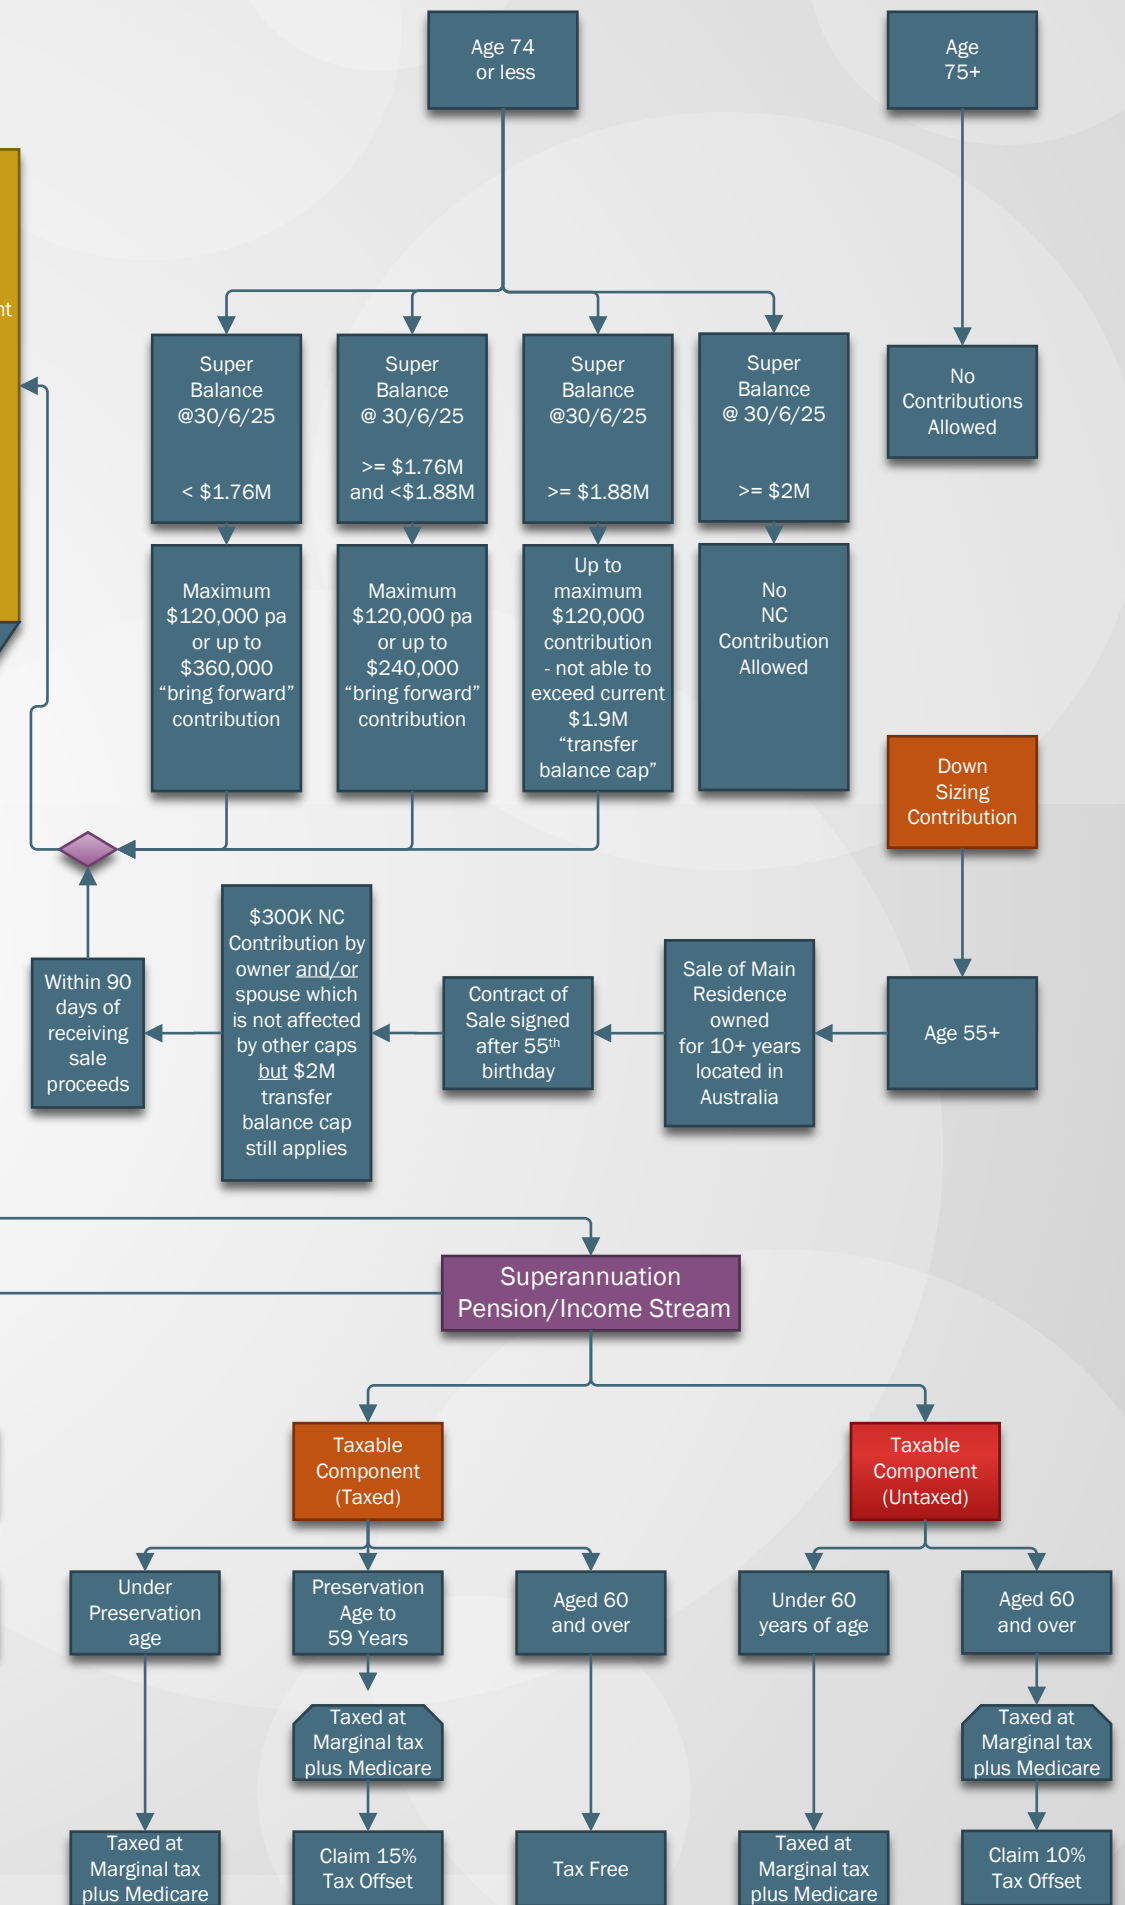 Age 74
or less
Age
75+
nt
Super
Balance
@30/6/25
< $1.76M
Super
Balance
@ 30/6/25
>= $1.76M
and <$1.88M
Super
Balance
@30/6/25
>= $1.88M
Super
Balance
@ 30/6/25
>= $2M
No
Contributions
Allowed
Maximum
$120,000 pa
or up to
$360,000
“bring forward”
contribution
Maximum
$120,000 pa
or up to
$240,000
“bring forward”
contribution
Up to
maximum
$120,000
contribution
- not able to
exceed current
$1.9M
“transfer
balance cap”
No
NC
Contribution
Allowed
Down
Sizing
Contribution
Within 90
days of
receiving
sale
proceeds
$300K NC
Contribution by
owner and/or
spouse which
is not affected
by other caps
but $2M
transfer
balance cap
still applies
Contract of
Sale signed
after 55th
birthday
Sale of Main
Residence
owned
for 10+ years
located in
Australia
Age 55+
Superannuation
Pension/Income Stream
Taxable
Component
(Taxed)
Taxable
Component
(Untaxed)
Under
Preservation
age
Preservation
Age to
59 Years
Aged 60
and over
Under 60
years of age
Aged 60
and over
Taxed at
Marginal tax
plus Medicare
Taxed at
Marginal tax
plus Medicare
Taxed at
Marginal tax
plus Medicare
Claim 15%
Tax Offset
Tax Free
Taxed at
Marginal tax
plus Medicare
Claim 10%
Tax Offset